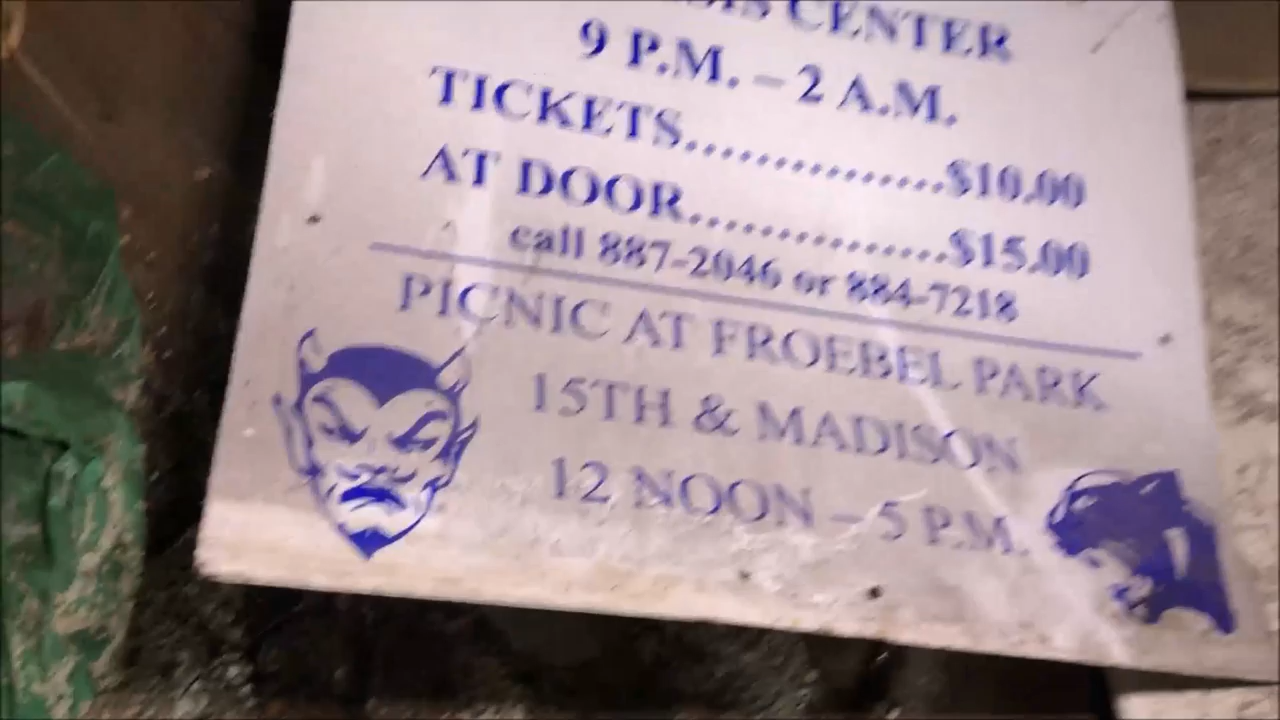 CENTER
9 P.M. – 2 A.M.
TICKETS...............$10.00
AT DOOR...............$15.00
call 887-2046 or 884-7218
PICNIC AT FROEBEL PARK
15TH & MADISON
12 NOON – 5 P.M.